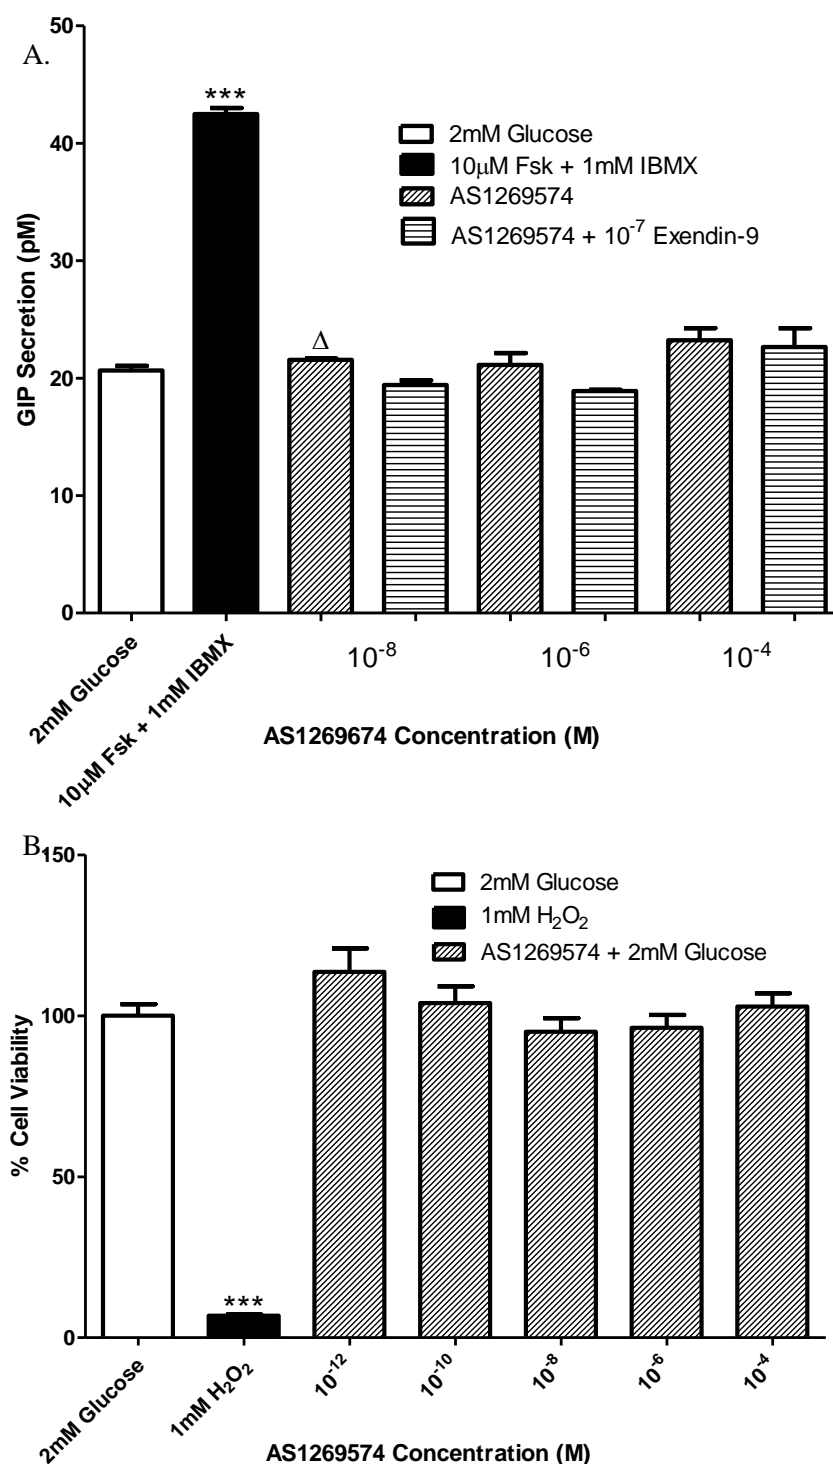 A.
50
40
30
20
10
0
GIP Secretion (pM)
***
Δ
2mM Glucose
10μM Fsk + 1mM IBMX
AS1269574
AS1269574 + 10⁻⁷ Exendin-9
2mM Glucose
10μM Fsk + 1mM IBMX
10⁻⁸
10⁻⁶
10⁻⁴
AS1269674 Concentration (M)
B.
150
100
50
0
% Cell Viability
***
2mM Glucose
1mM H₂O₂
AS1269574 + 2mM Glucose
2mM Glucose
1mM H₂O₂
10⁻¹²
10⁻¹⁰
10⁻⁸
10⁻⁶
10⁻⁴
AS1269574 Concentration (M)